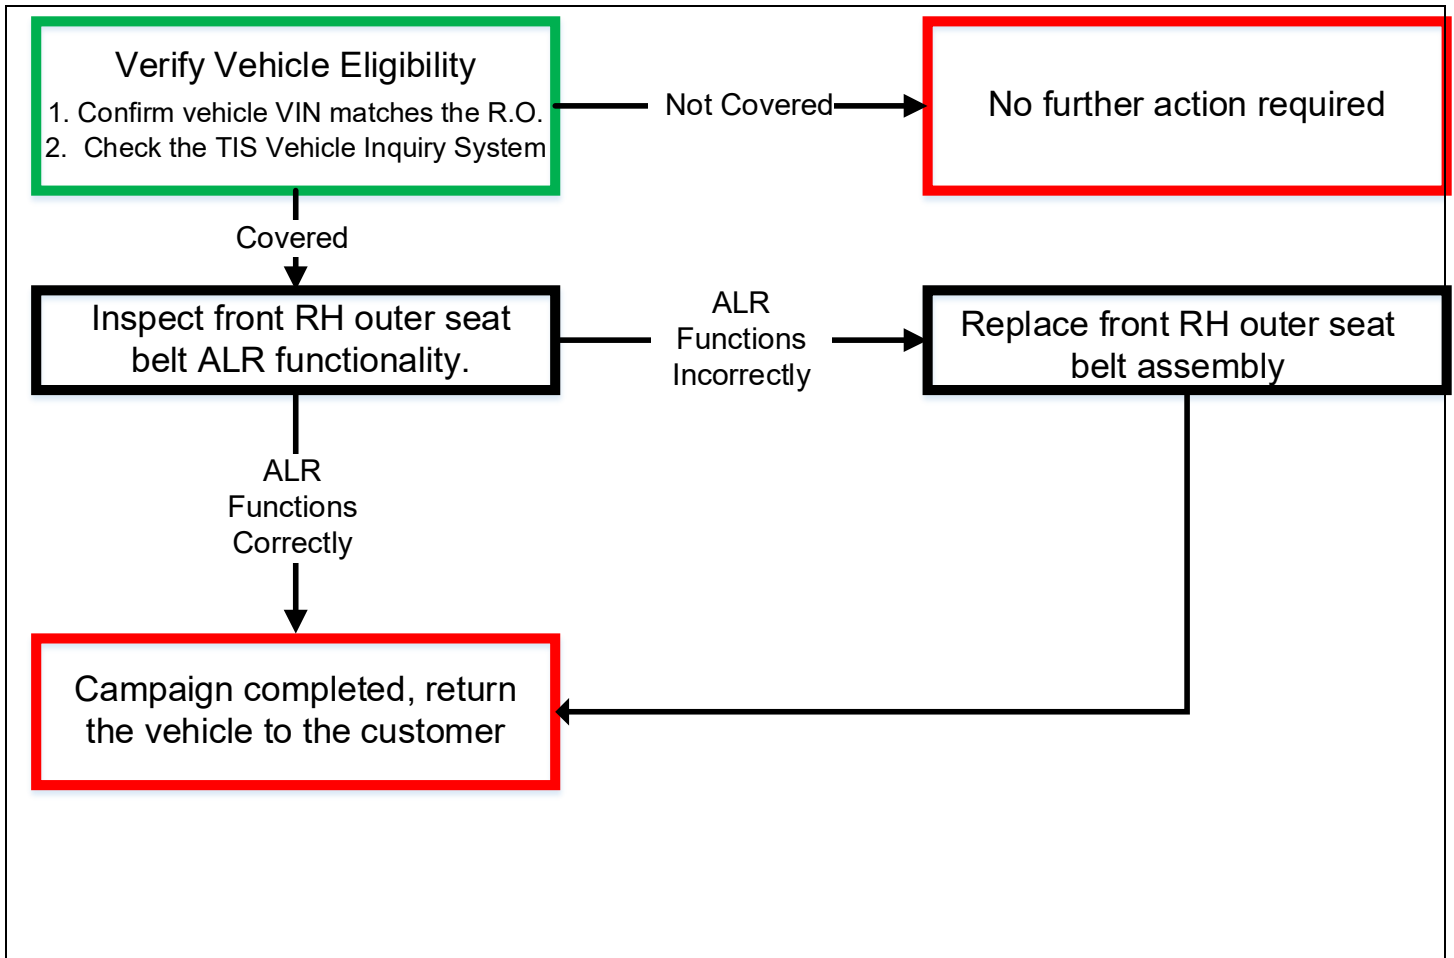 Verify Vehicle Eligibility
1. Confirm vehicle VIN matches the R.O.
2. Check the TIS Vehicle Inquiry System
Not Covered
No further action required
Covered
Inspect front RH outer seat
belt ALR functionality.
ALR
Functions
Incorrectly
Replace front RH outer seat
belt assembly
ALR
Functions
Correctly
Campaign completed, return
the vehicle to the customer